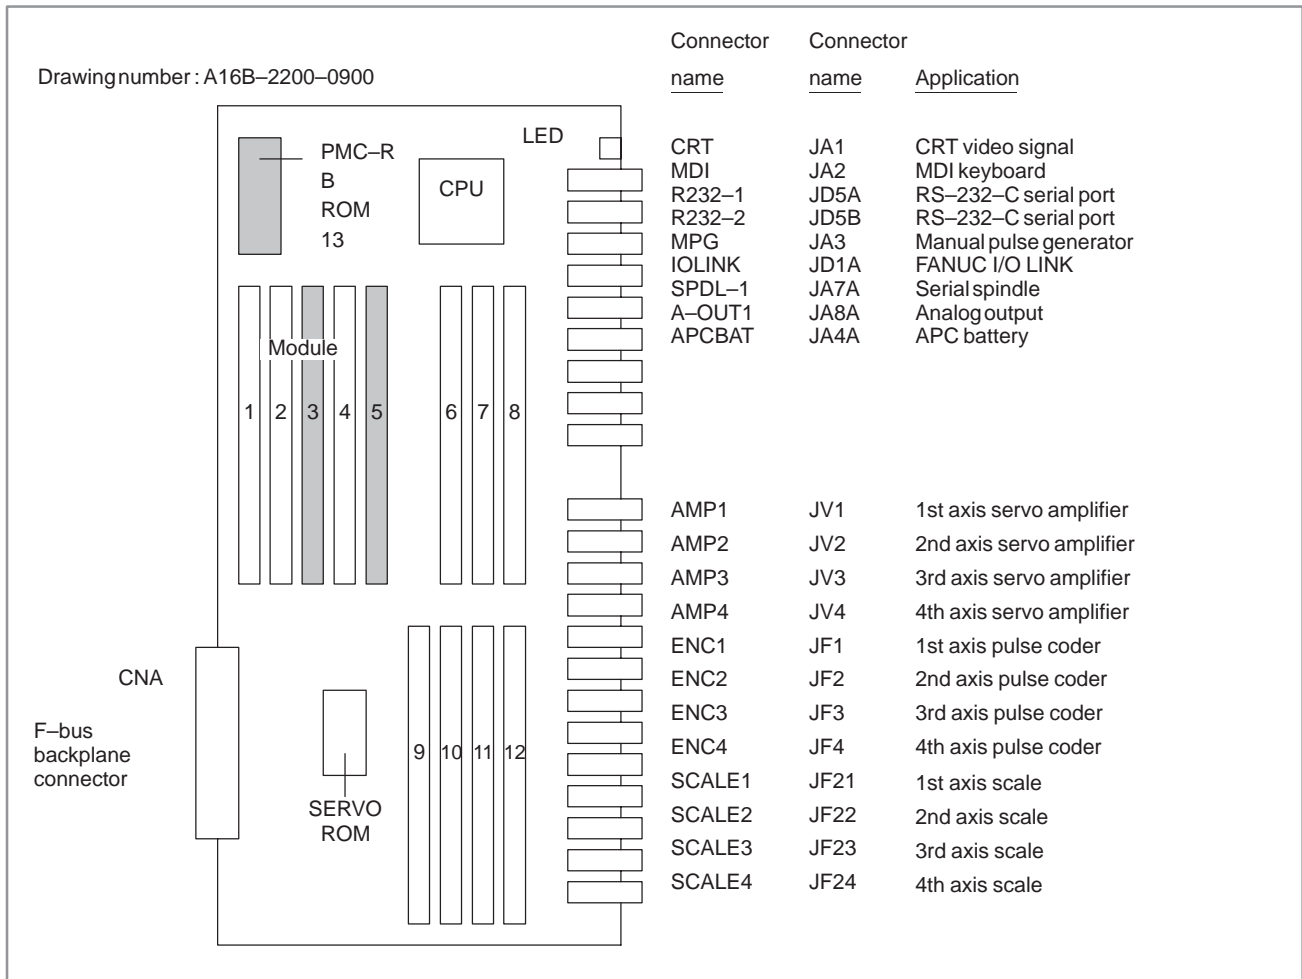 Drawing number : A16B–2200–0900
Connector Connector
name name Application
LED
PMC–R
B
ROM
13
CPU
CRT JA1 CRT video signal
MDI JA2 MDI keyboard
R232–1 JD5A RS–232–C serial port
R232–2 JD5B RS–232–C serial port
MPG JA3 Manual pulse generator
IOLINK JD1A FANUC I/O LINK
SPDL–1 JA7A Serial spindle
A–OUT1 JA8A Analog output
APCBAT JA4A APC battery
Module
1 2 3 4 5 6 7 8
AMP1 JV1 1st axis servo amplifier
AMP2 JV2 2nd axis servo amplifier
AMP3 JV3 3rd axis servo amplifier
AMP4 JV4 4th axis servo amplifier
ENC1 JF1 1st axis pulse coder
ENC2 JF2 2nd axis pulse coder
ENC3 JF3 3rd axis pulse coder
ENC4 JF4 4th axis pulse coder
SCALE1 JF21 1st axis scale
SCALE2 JF22 2nd axis scale
SCALE3 JF23 3rd axis scale
SCALE4 JF24 4th axis scale
CNA
F–bus
backplane
connector
SERVO
ROM
9 10 11 12